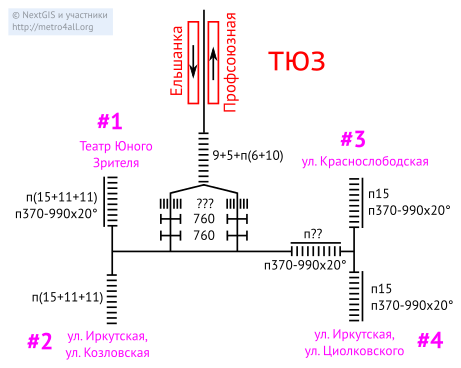 © NextGIS и участники
http://metro4all.org
Ельшанка
Профсоюзная
ТЮЗ
#1
Театр Юного
Зрителя
9+5+п(6+10)
#3
ул. Краснослободская
п(15+11+11)
п370-990x20°
???
760
760
п15
п370-990x20°
п??
п370-990x20°
п(15+11+11)
п15
п370-990x20°
#2
ул. Иркутская,
ул. Козловская
ул. Иркутская,
ул. Циолковского
#4